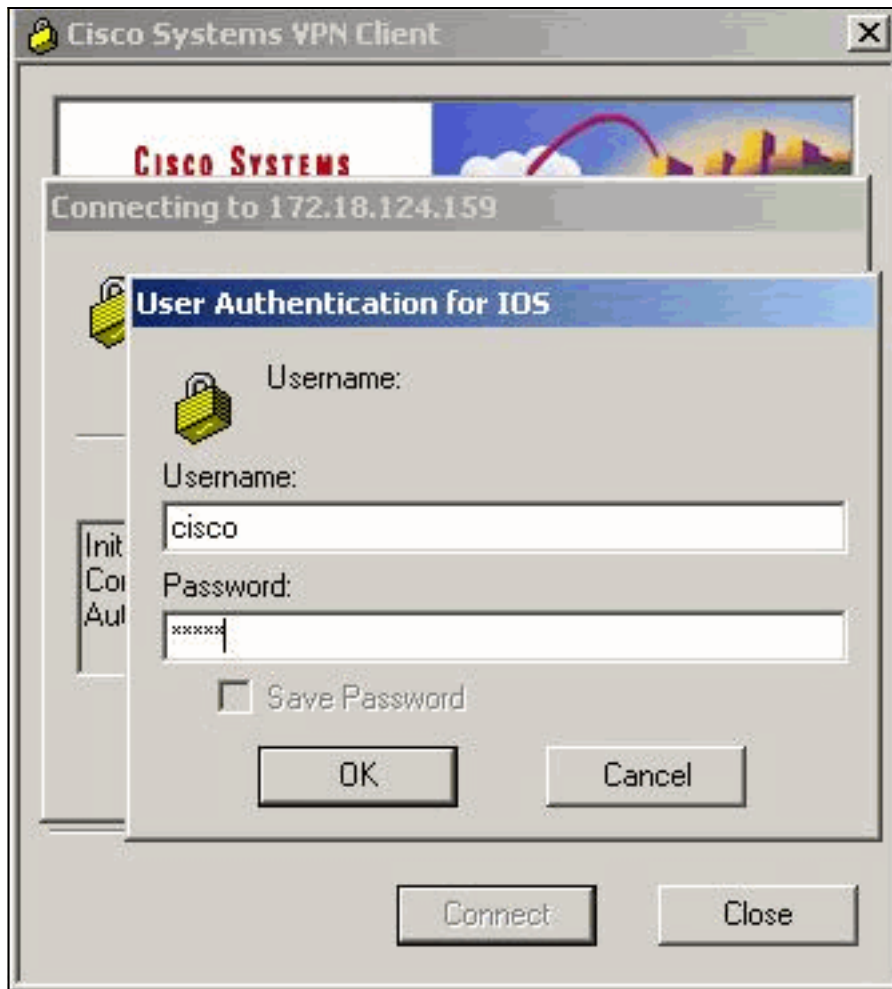 Cisco Systems VPN Client
CISCO SYSTEMS
Connecting to 172.18.124.159
User Authentication for IOS
Username:
Username:
cisco
Init
Password:
*****
Save Password
OK
Cancel
Connect
Close